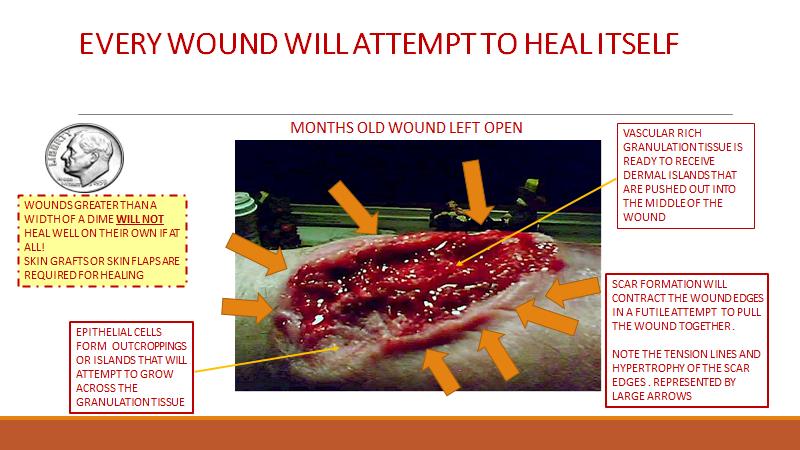 EVERY WOUND WILL ATTEMPT TO HEAL ITSELF
MONTHS OLD WOUND LEFT OPEN
LIBERTY
WOUNDS GREATER THAN A
WIDTH OF A DIME WILL NOT
HEAL WELL ON THEIR OWN IF AT
ALL!
SKIN GRAFTS OR SKIN FLAPS ARE
REQUIRED FOR HEALING
EPITHELIAL CELLS
FORM OUTCROPPINGS
OR ISLANDS THAT WILL
ATTEMPT TO GROW
ACROSS THE
GRANULATION TISSUE
VASCULAR RICH
GRANULATION TISSUE IS
READY TO RECEIVE
DERMAL ISLANDS THAT
ARE PUSHED OUT INTO
THE MIDDLE OF THE
WOUND
SCAR FORMATION WILL
CONTRACT THE WOUND EDGES
IN A FUTILE ATTEMPT TO PULL
THE WOUND TOGETHER.
NOTE THE TENSION LINES AND
HYPERTROPHY OF THE SCAR
EDGES . REPRESENTED BY
LARGE ARROWS